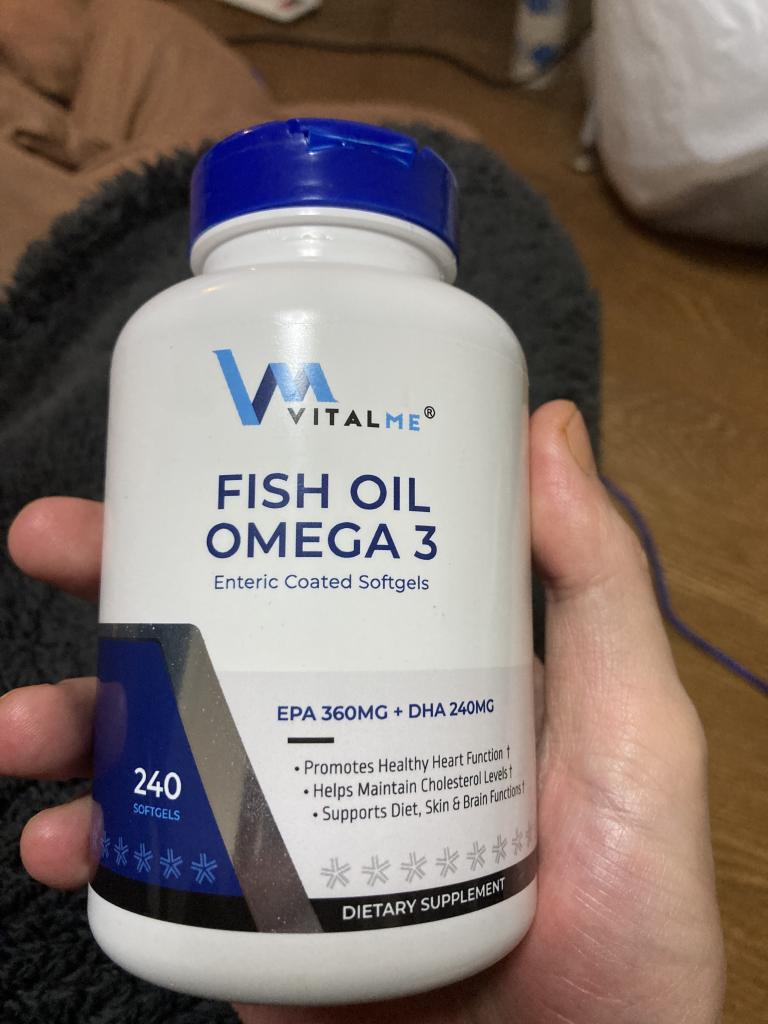 VITALME®
FISH OIL
OMEGA 3
Enteric Coated Softgels
EPA 360MG + DHA 240MG
• Promotes Healthy Heart Function †
• Helps Maintain Cholesterol Levels †
• Supports Diet, Skin & Brain Functions †
240
SOFTGELS
DIETARY SUPPLEMENT